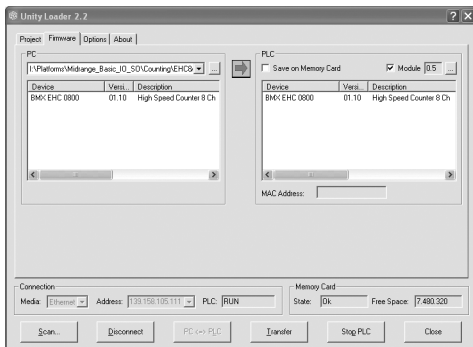 Unity Loader 2.2
Project Firmware Options About
PC
I:\Platforms\Midrange_Basic_IO_SO\Counting\EHC8 ...
Device Versi... Description
BMX EHC 0800 01.10 High Speed Counter 8 Ch
PLC
Save on Memory Card Module 0.5 ...
Device Versi... Description
BMX EHC 0800 01.10 High Speed Counter 8 Ch
MAC Address:
Connection
Media: Ethernet Address: 139.158.105.111 PLC: RUN
Memory Card
State: Ok Free Space: 7.480.320
Scan... Disconnect PC <-> PLC Transfer Stop PLC Close